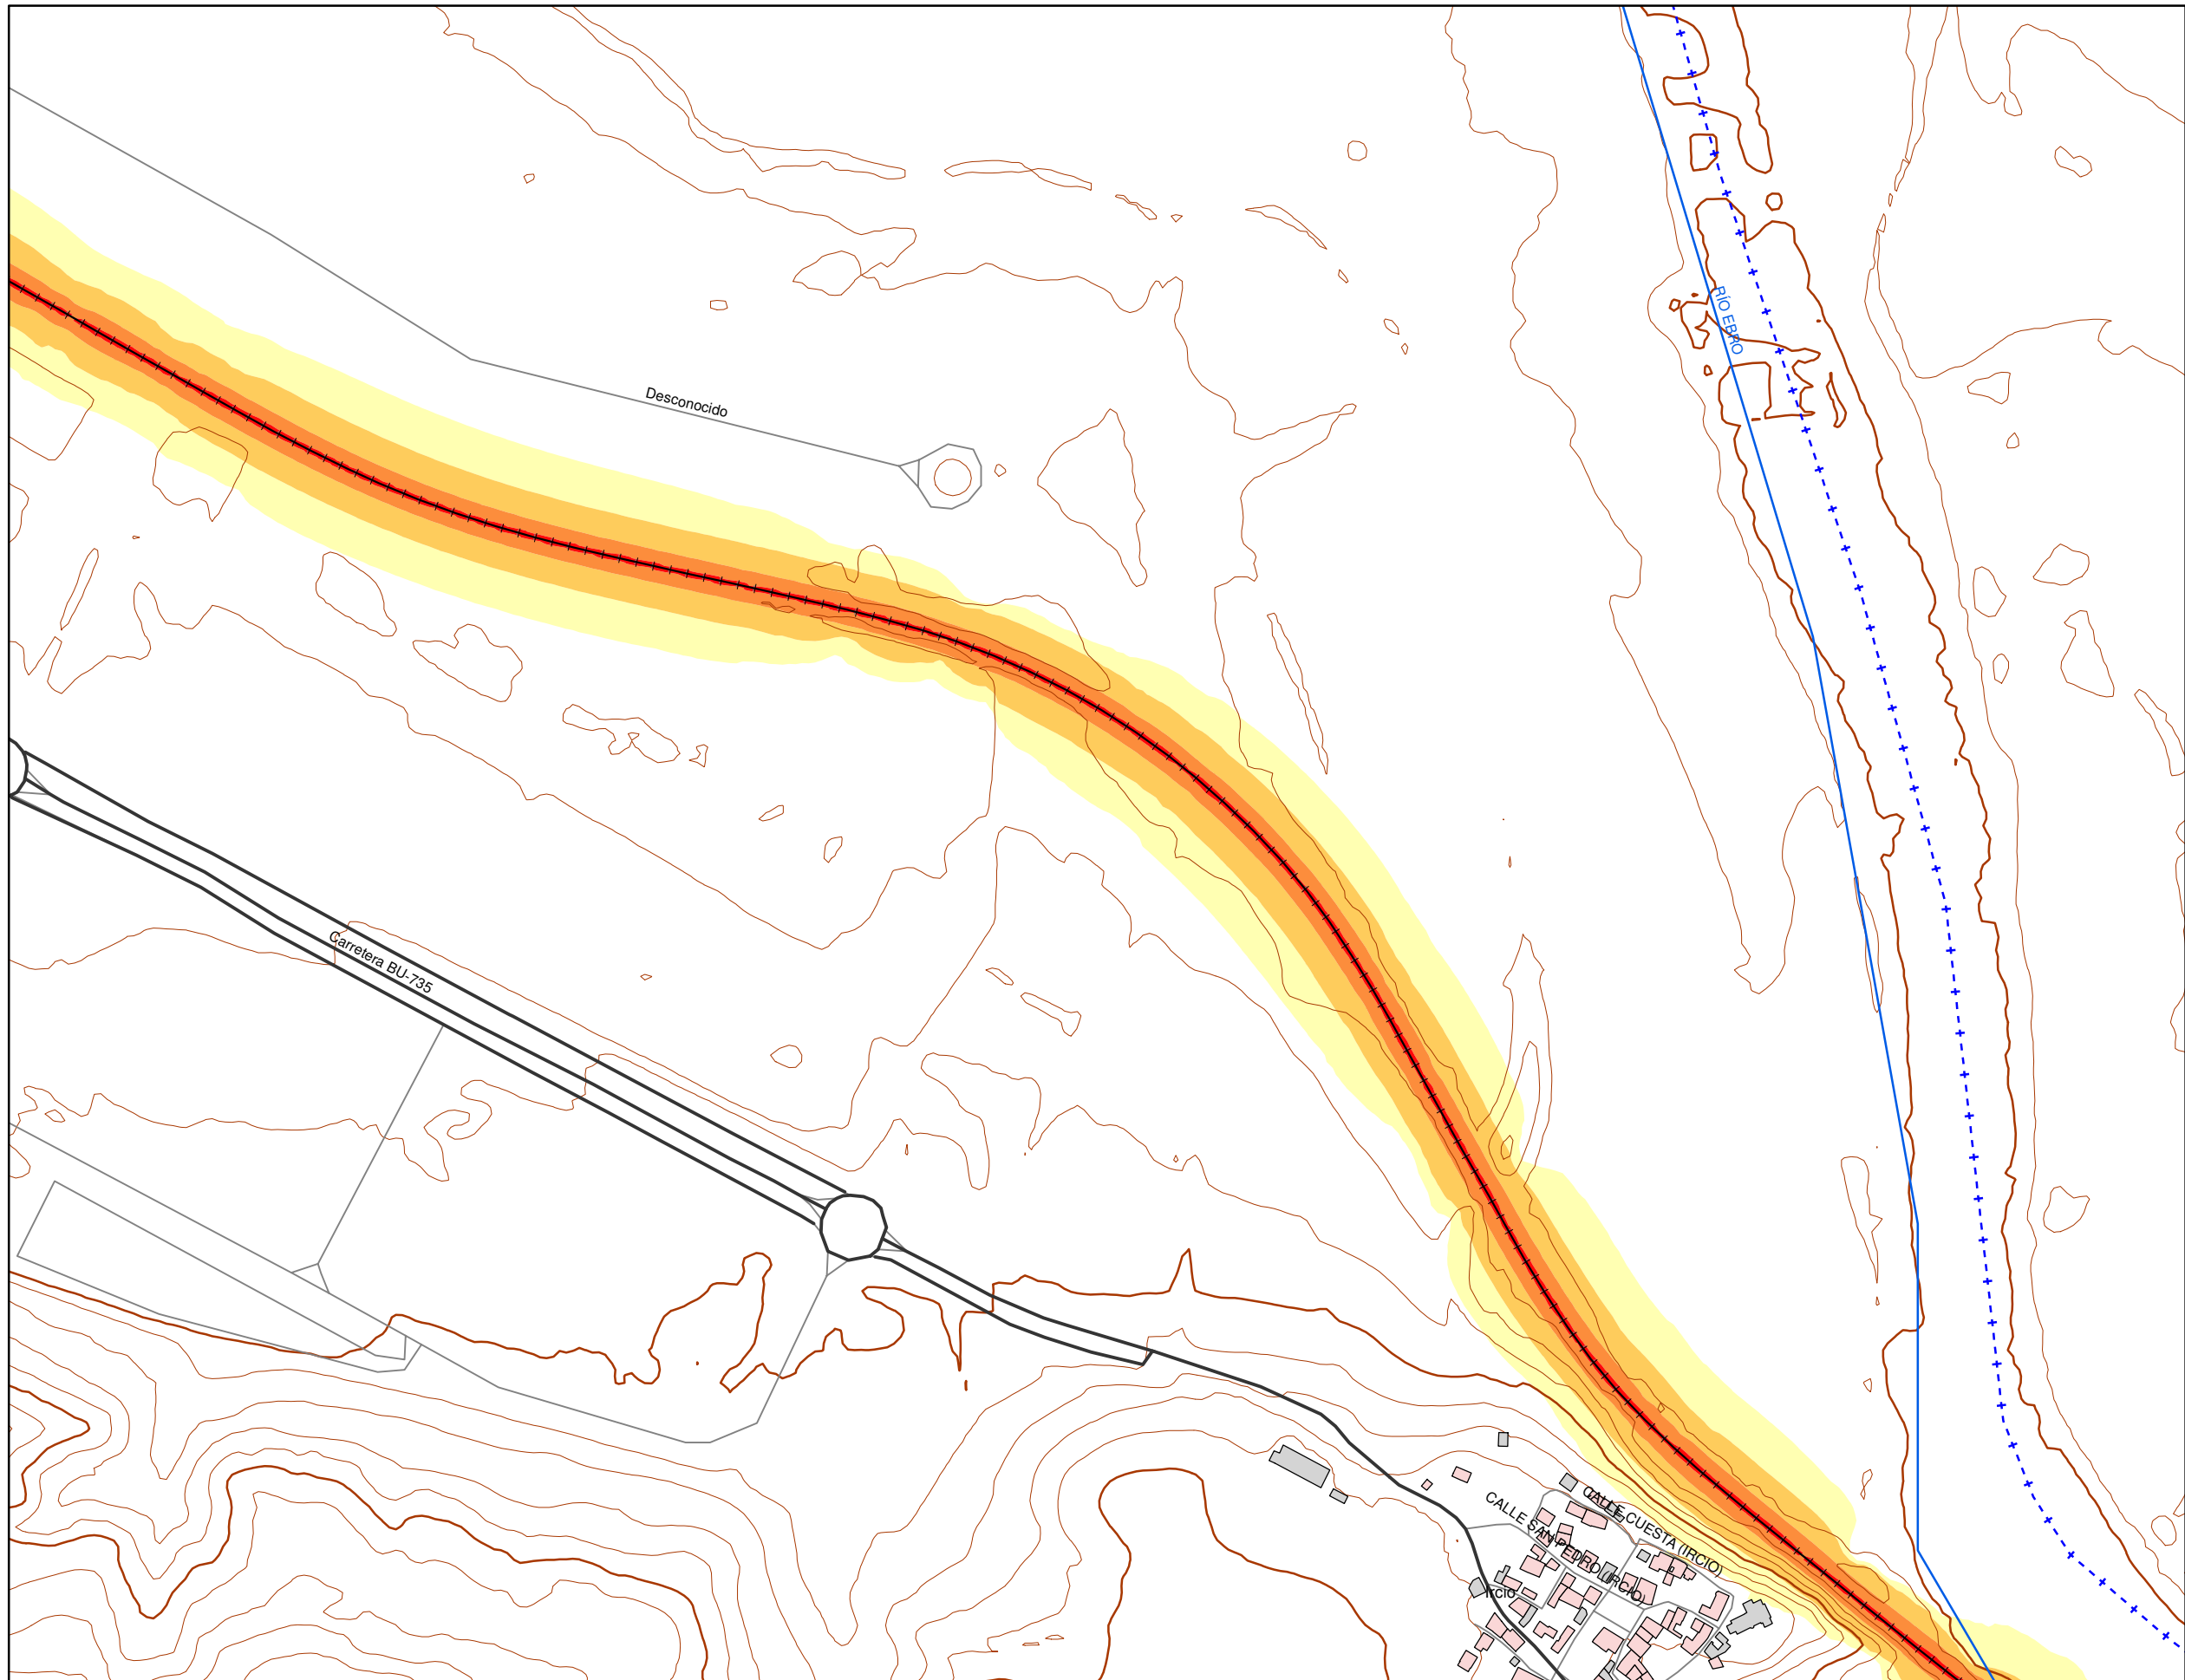 RÍO EBRO
Desconocido
Carretera BU-735
CALLE CUESTA (IRCIO)
CALLE SAN PEDRO (IRCIO)
Ircio